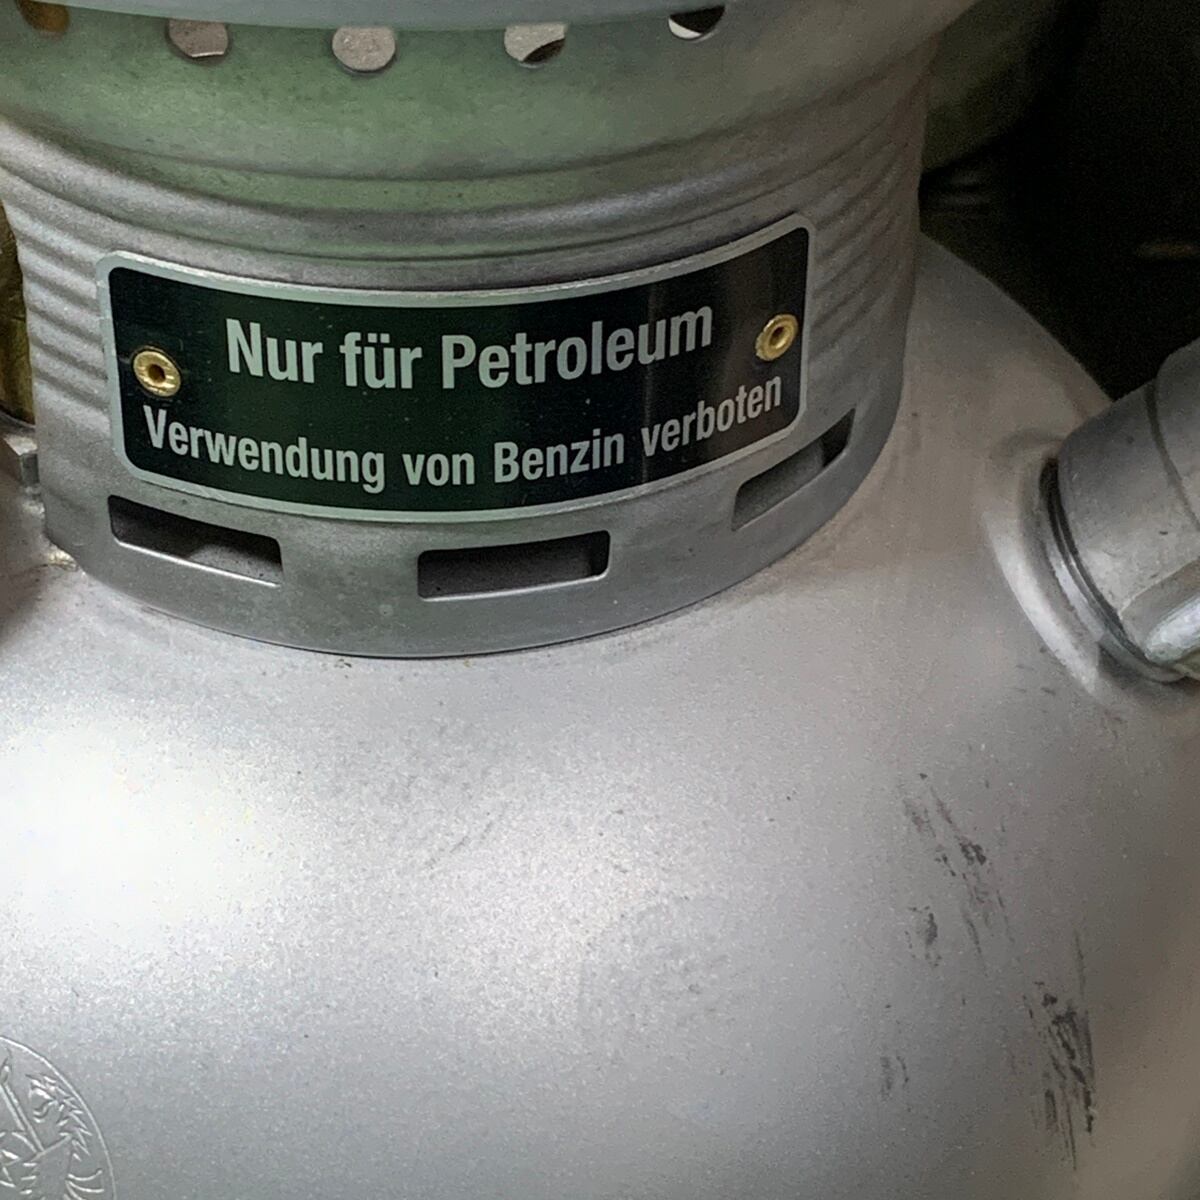 Nur für Petroleum
Verwendung von Benzin verboten